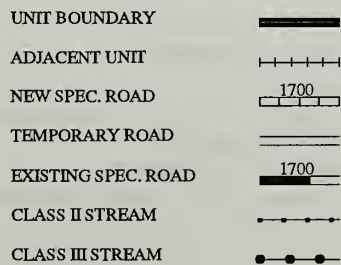 UNIT BOUNDARY
ADJACENT UNIT
NEW SPEC. ROAD 1700
TEMPORARY ROAD
EXISTING SPEC. ROAD 1700
CLASS II STREAM
CLASS III STREAM